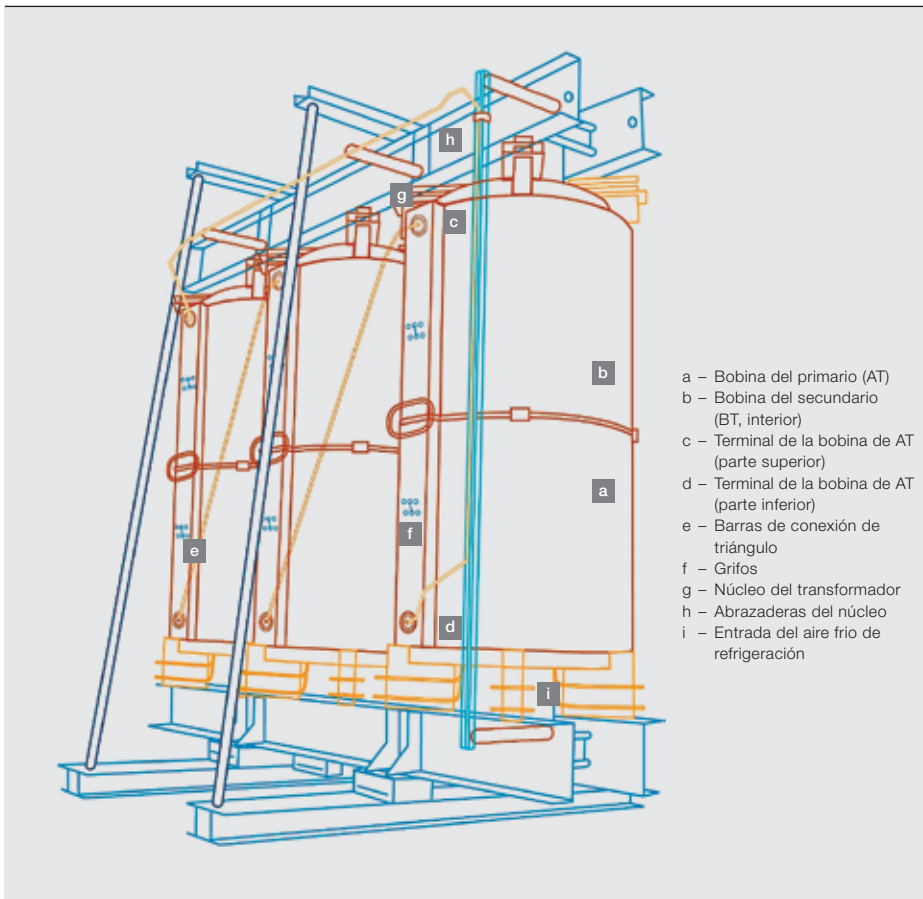 h
g
c
b
a
f
e
d
i
a – Bobina del primario (AT)
b – Bobina del secundario
(BT, interior)
c – Terminal de la bobina de AT
(parte superior)
d – Terminal de la bobina de AT
(parte inferior)
e – Barras de conexión de
triángulo
f – Grifos
g – Núcleo del transformador
h – Abrazaderas del núcleo
i – Entrada del aire frio de
refrigeración